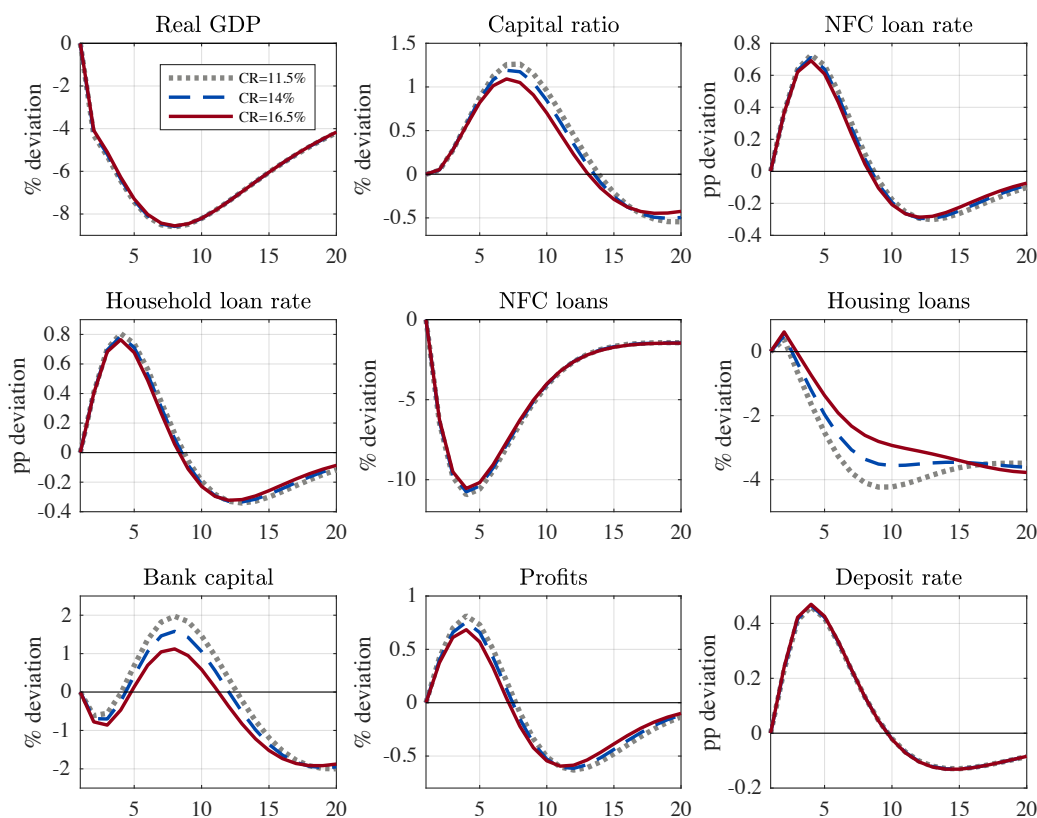 Real GDP
% deviation
0
-2
-4
-6
-8
5 10 15 20
CR=11.5%
CR=14%
CR=16.5%
Capital ratio
% deviation
1.5
1
0.5
0
-0.5
5 10 15 20
NFC loan rate
pp deviation
0.8
0.6
0.4
0.2
0
-0.2
-0.4
5 10 15 20
Household loan rate
pp deviation
0.8
0.6
0.4
0.2
0
-0.2
-0.4
5 10 15 20
NFC loans
% deviation
0
-5
-10
5 10 15 20
Housing loans
% deviation
0
-2
-4
5 10 15 20
Bank capital
% deviation
2
1
0
-1
-2
5 10 15 20
Profits
% deviation
1
0.5
0
-0.5
5 10 15 20
Deposit rate
pp deviation
0.4
0.2
0
-0.2
5 10 15 20